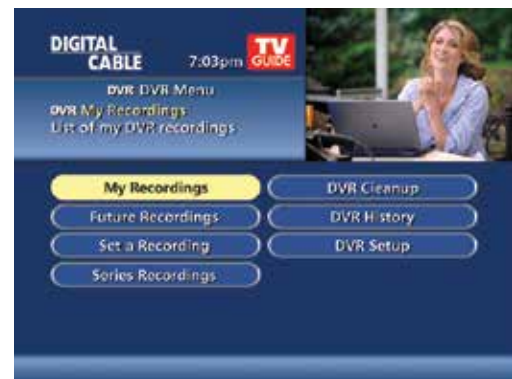 DIGITAL
CABLE
7:03pm
TV
GUIDE
DVR DVR Menu
DVR My Recordings
List of my DVR recordings
My Recordings
DVR Cleanup
Future Recordings
DVR History
Set a Recording
DVR Setup
Series Recordings